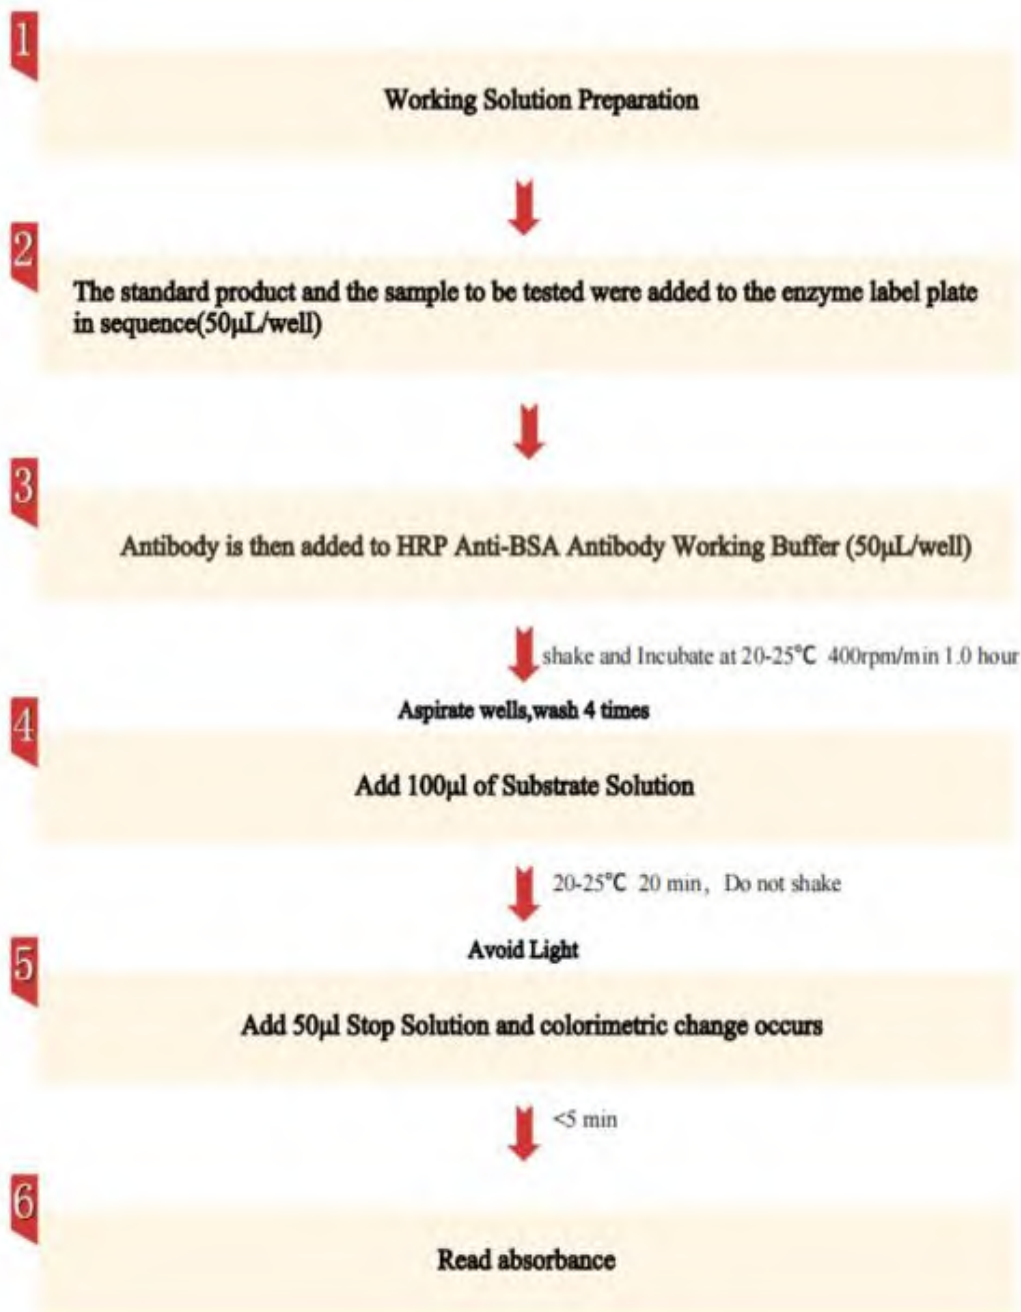 1
Working Solution Preparation
2
The standard product and the sample to be tested were added to the enzyme label plate
in sequence(50μL/well)
3
Antibody is then added to HRP Anti-BSA Antibody Working Buffer (50μL/well)
shake and Incubate at 20-25℃ 400rpm/min 1.0 hour
Aspirate wells,wash 4 times
4
Add 100μl of Substrate Solution
20-25℃ 20 min, Do not shake
Avoid Light
5
Add 50μl Stop Solution and colorimetric change occurs
<5 min
6
Read absorbance